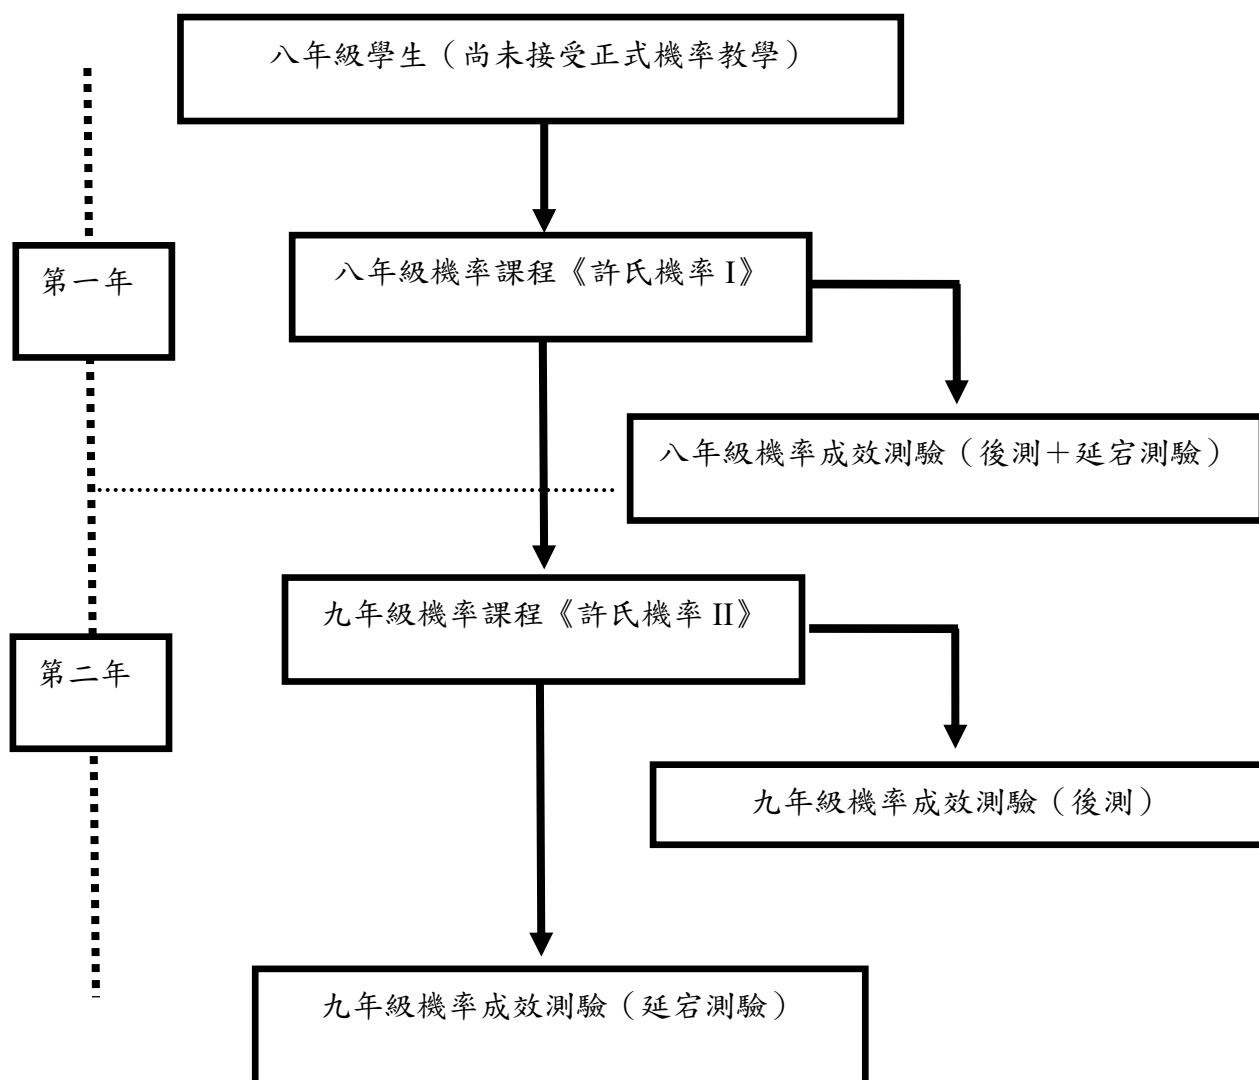 八年級學生（尚未接受正式機率教學）
第一年
八年級機率課程《許氏機率 I》
八年級機率成效測驗（後測＋延宕測驗）
九年級機率課程《許氏機率 II》
第二年
九年級機率成效測驗（後測）
九年級機率成效測驗（延宕測驗）